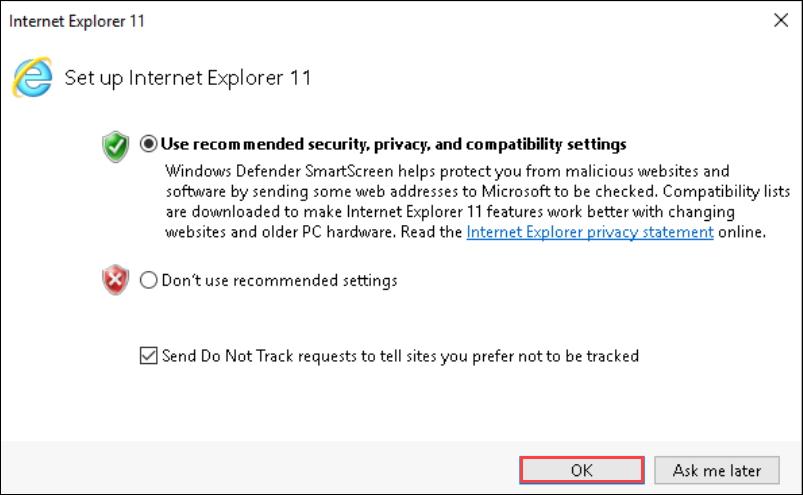 Internet Explorer 11
Set up Internet Explorer 11
Use recommended security, privacy, and compatibility settings
Windows Defender SmartScreen helps protect you from malicious websites and
software by sending some web addresses to Microsoft to be checked. Compatibility lists
are downloaded to make Internet Explorer 11 features work better with changing
websites and older PC hardware. Read the Internet Explorer privacy statement online.
Don't use recommended settings
Send Do Not Track requests to tell sites you prefer not to be tracked
OK
Ask me later